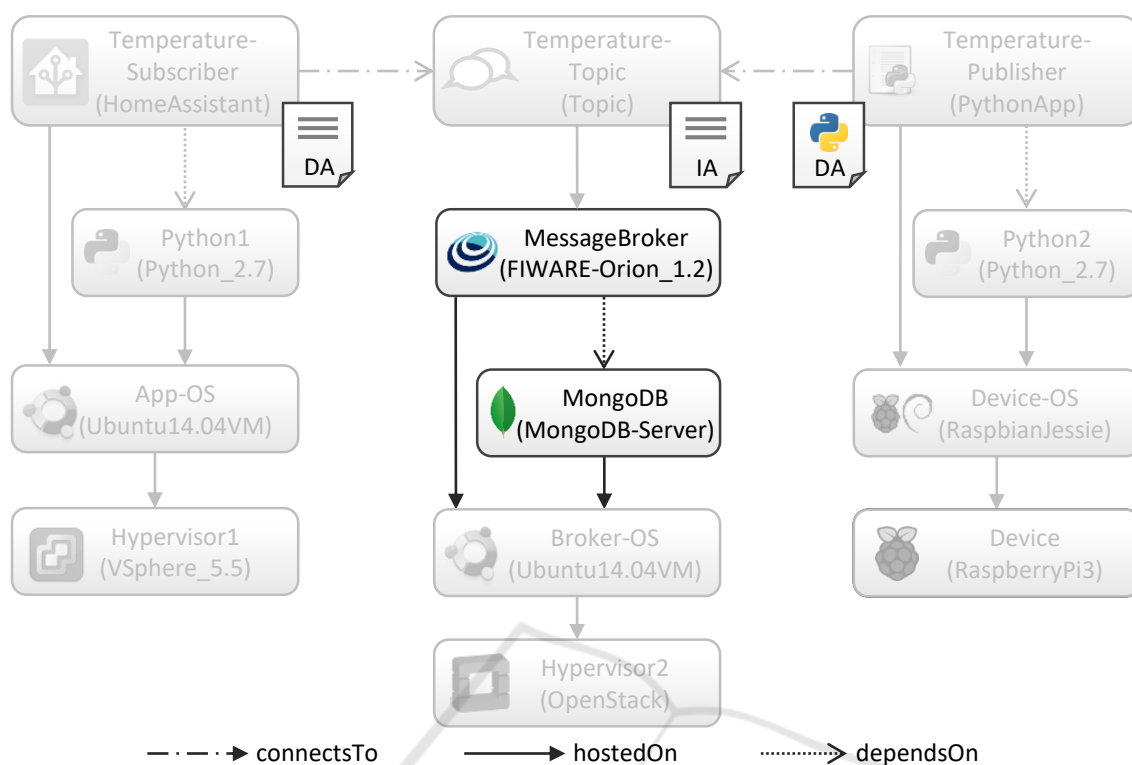 Temperature-
Subscriber
(HomeAssistant)
DA
Temperature-
Topic
(Topic)
IA
Temperature-
Publisher
(PythonApp)
DA
Python1
(Python_2.7)
MessageBroker
(FIWARE-Orion_1.2)
Python2
(Python_2.7)
App-OS
(Ubuntu14.04VM)
MongoDB
(MongoDB-Server)
Device-OS
(RaspbianJessie)
Hypervisor1
(VSphere_5.5)
Broker-OS
(Ubuntu14.04VM)
Device
(RaspberryPi3)
Hypervisor2
(OpenStack)
connectsTo
hostedOn
dependsOn